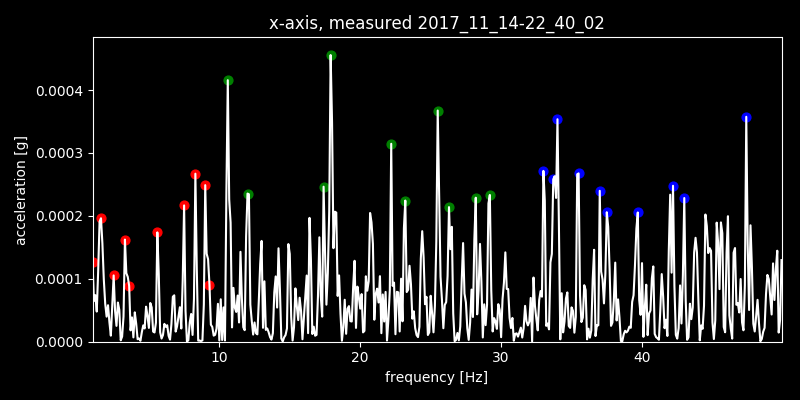 x-axis, measured 2017_11_14-22_40_02
acceleration [g]
0.0004
0.0003
0.0002
0.0001
0.0000
10 20 30 40
frequency [Hz]